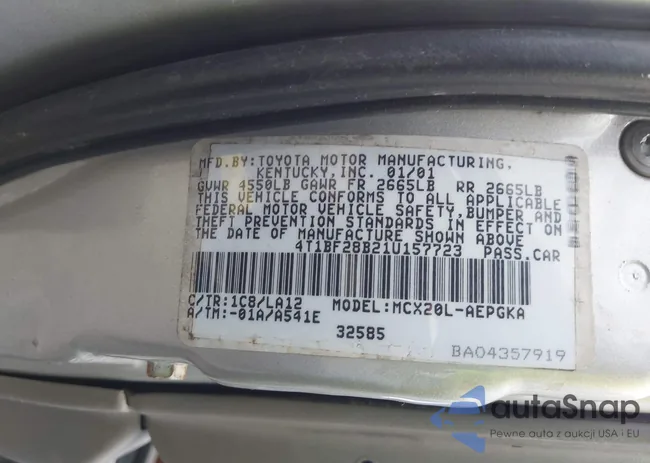 MFD.BY:TOYOTA MOTOR MANUFACTURING,
KENTUCKY,INC. 01/01
GVWR 4550LB GAWR FR 2665LB RR 2665LB
THIS VEHICLE CONFORMS TO ALL APPLICABLE
FEDERAL MOTOR VEHICLE SAFETY,BUMPER AND
THEFT PREVENTION STANDARDS IN EFFECT ON
THE DATE OF MANUFACTURE SHOWN ABOVE
4T1BF28B21U157723 PASS.CAR
C/TR:1C8/LA12 MODEL:MCX20L-AEPGKA
A/TM:-01A/A541E
32585
BA04357919
autaSnap
Pewne auta z aukcji USA i EU